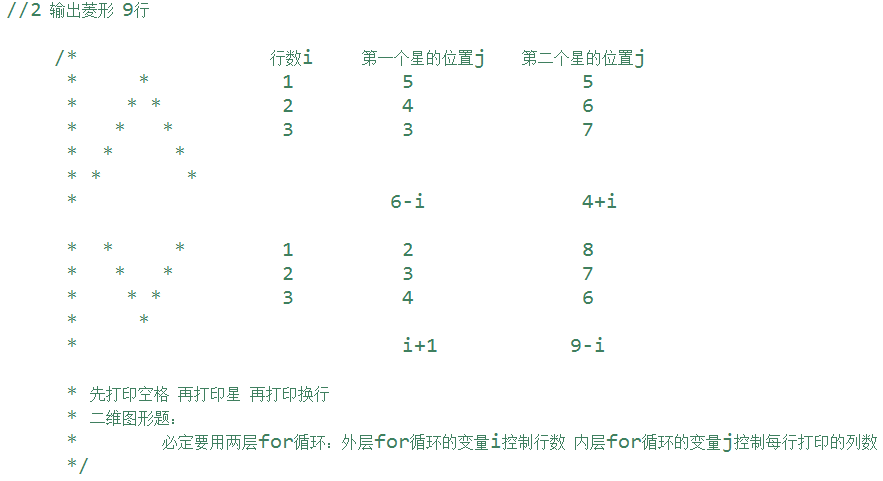 //2 输出菱形 9行
/* 行数i 第一个星的位置j 第二个星的位置j
* * 1 5 5
* * * 2 4 6
* * * 3 3 7
* * *
* * *
* 6-i 4+i
* * * 1 2 8
* * * 2 3 7
* * * 3 4 6
* *
* i+1 9-i
* 先打印空格 再打印星 再打印换行
* 二维图形题：
* 必定要用两层for循环：外层for循环的变量i控制行数 内层for循环的变量j控制每行打印的列数
*/